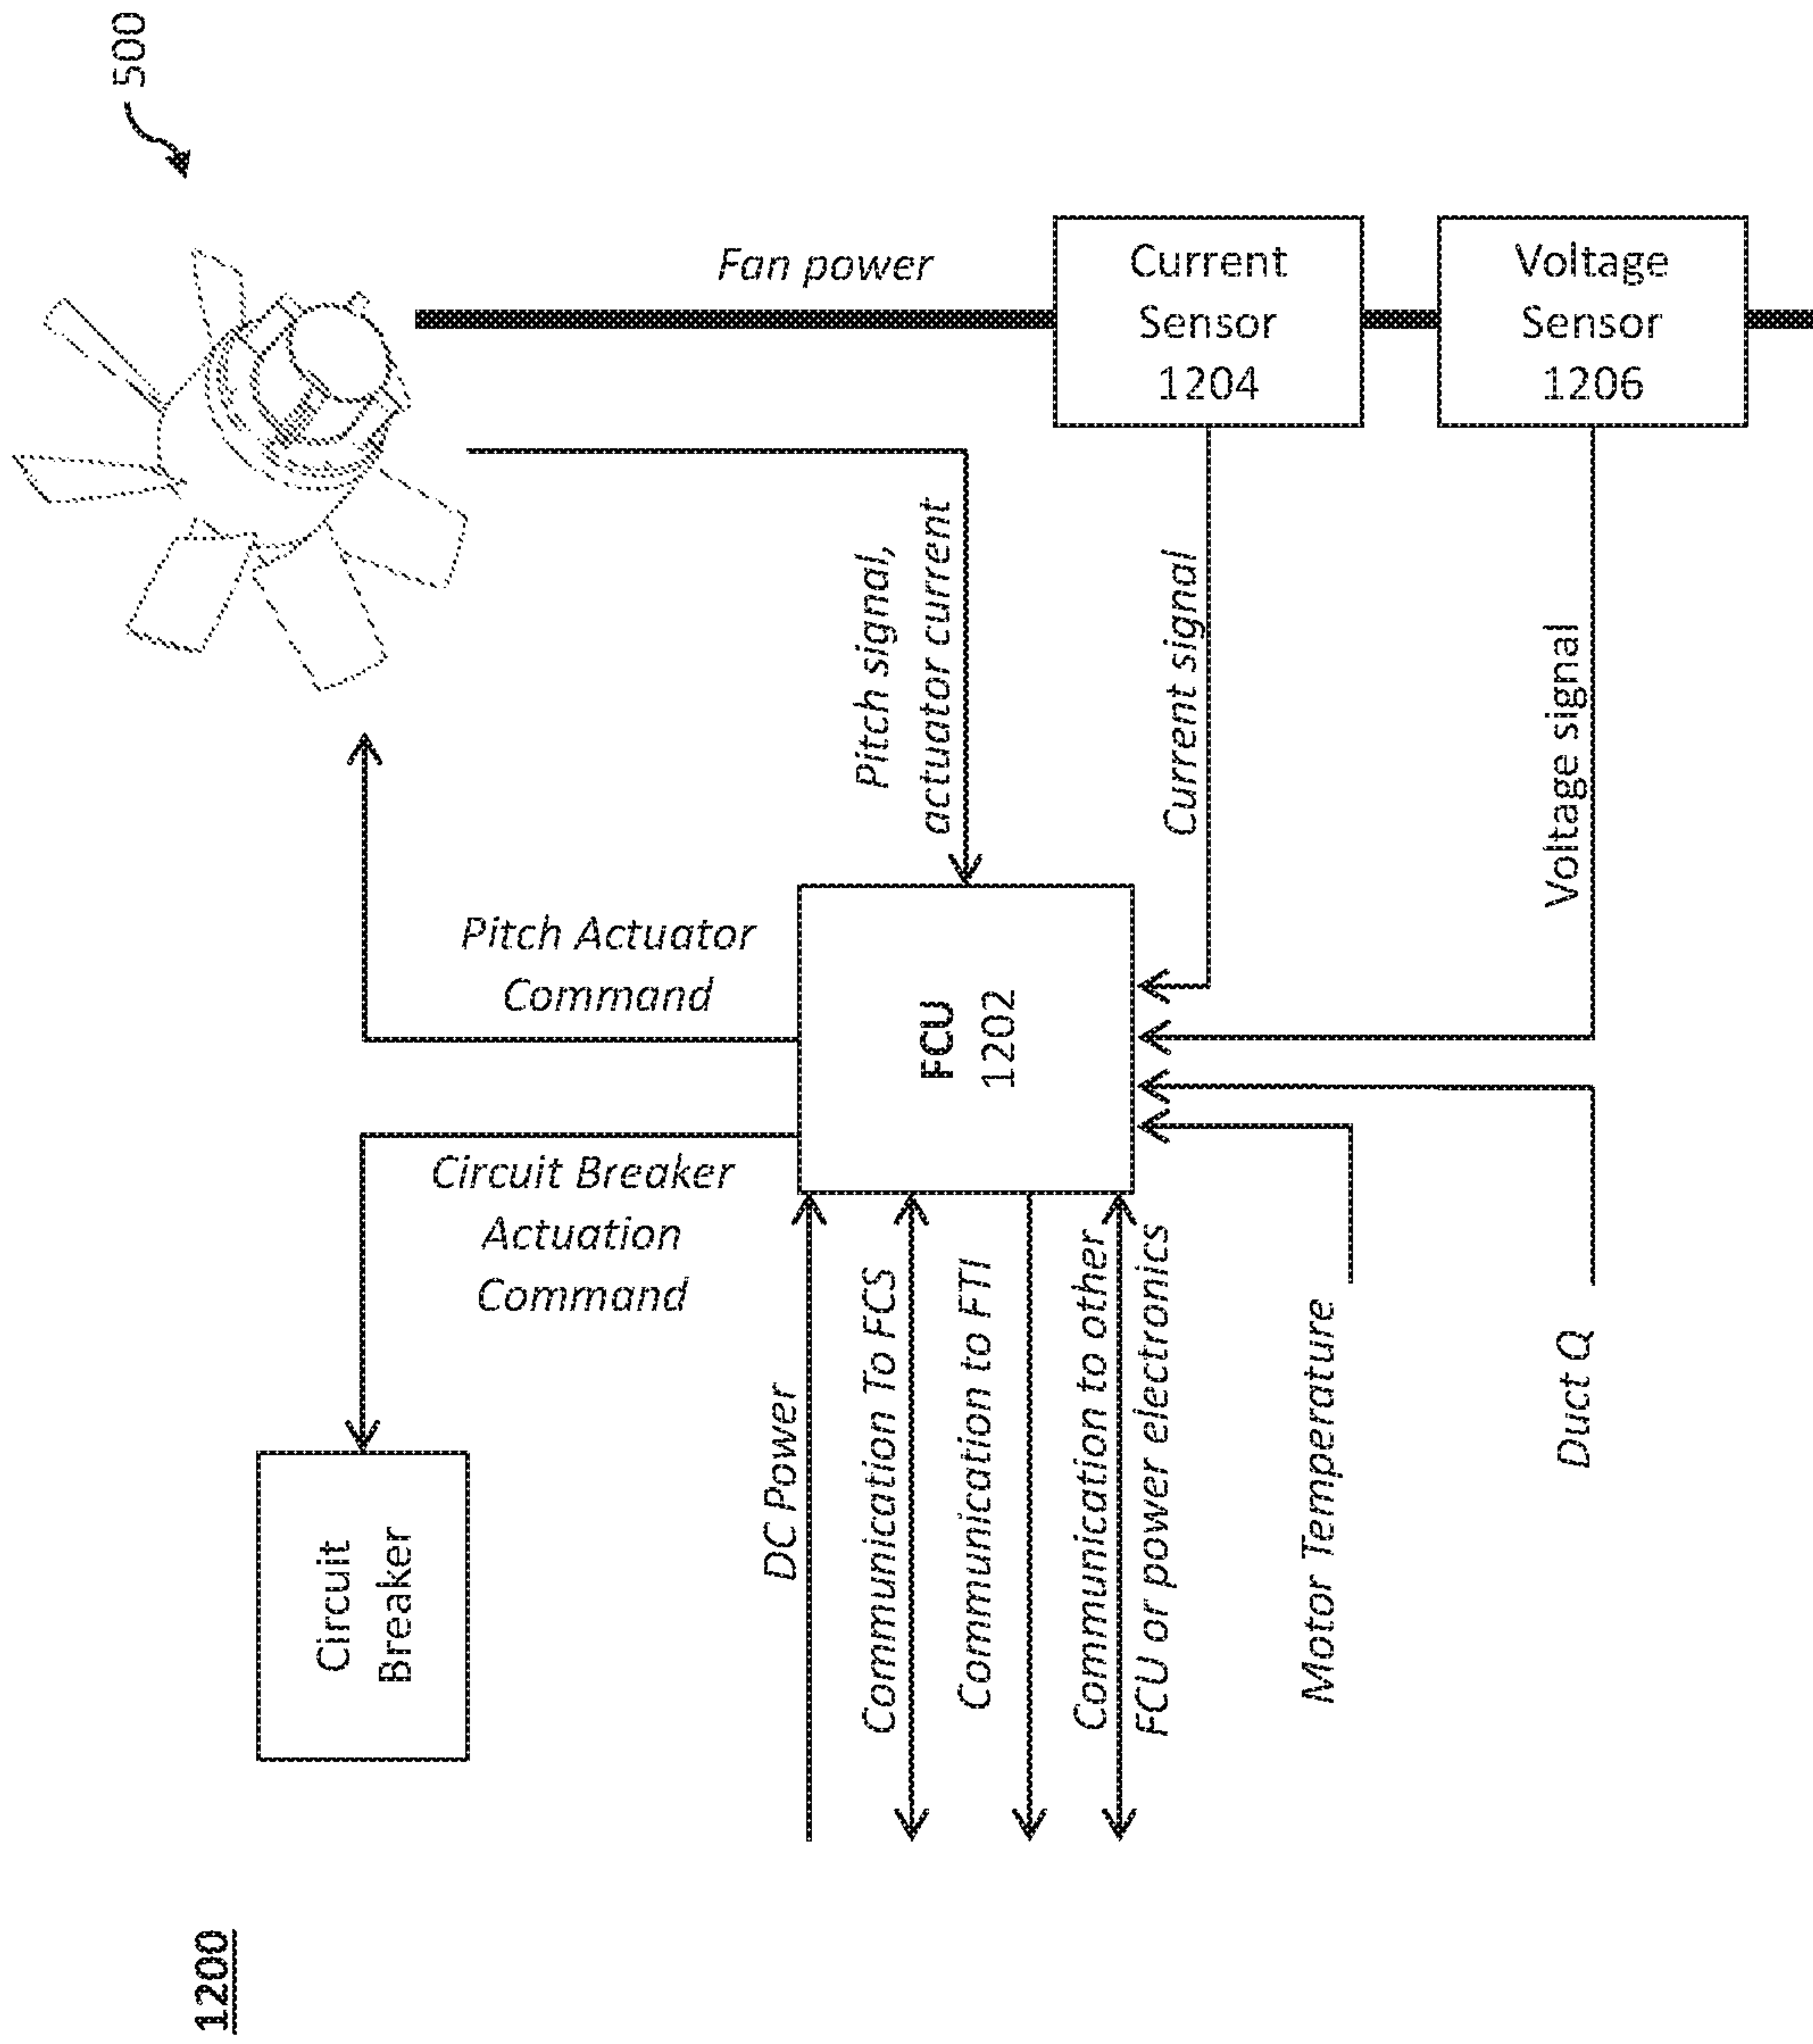 1200
500
Circuit
Breaker
Circuit Breaker
Actuation
Command
Pitch Actuator
Command
Fan power
Pitch signal,
actuator current
DC Power
Communication To FCS
Communication to FTI
Communication to other
FCU or power electronics
FCU
1202
Current
Sensor
1204
Current signal
Voltage
Sensor
1206
Voltage signal
Motor Temperature
Duct Q